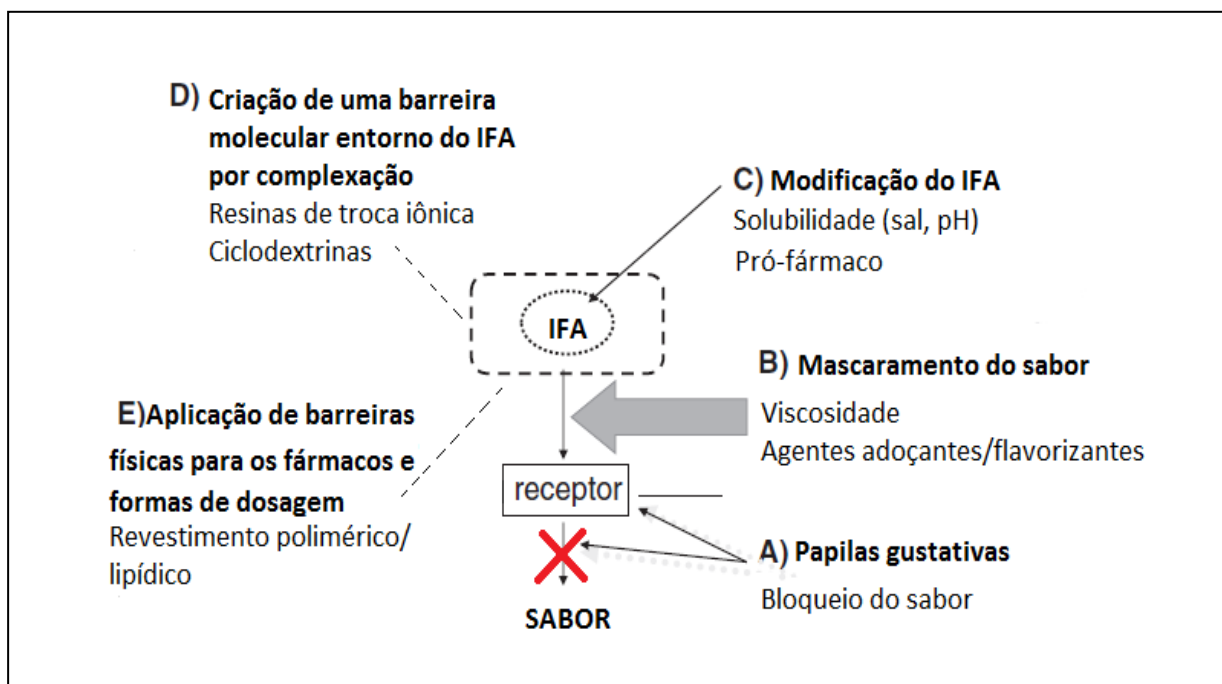 D) Criação de uma barreira
molecular entorno do IFA
por complexação
Resinas de troca iônica
Ciclodextrinas
C) Modificação do IFA
Solubilidade (sal, pH)
Pró-fármaco
IFA
B) Mascaramento do sabor
Viscosidade
Agentes adoçantes/flavorizantes
E)Aplicação de barreiras
físicas para os fármacos e
formas de dosagem
Revestimento polimérico/
lipídico
receptor
A) Papilas gustativas
Bloqueio do sabor
SABOR